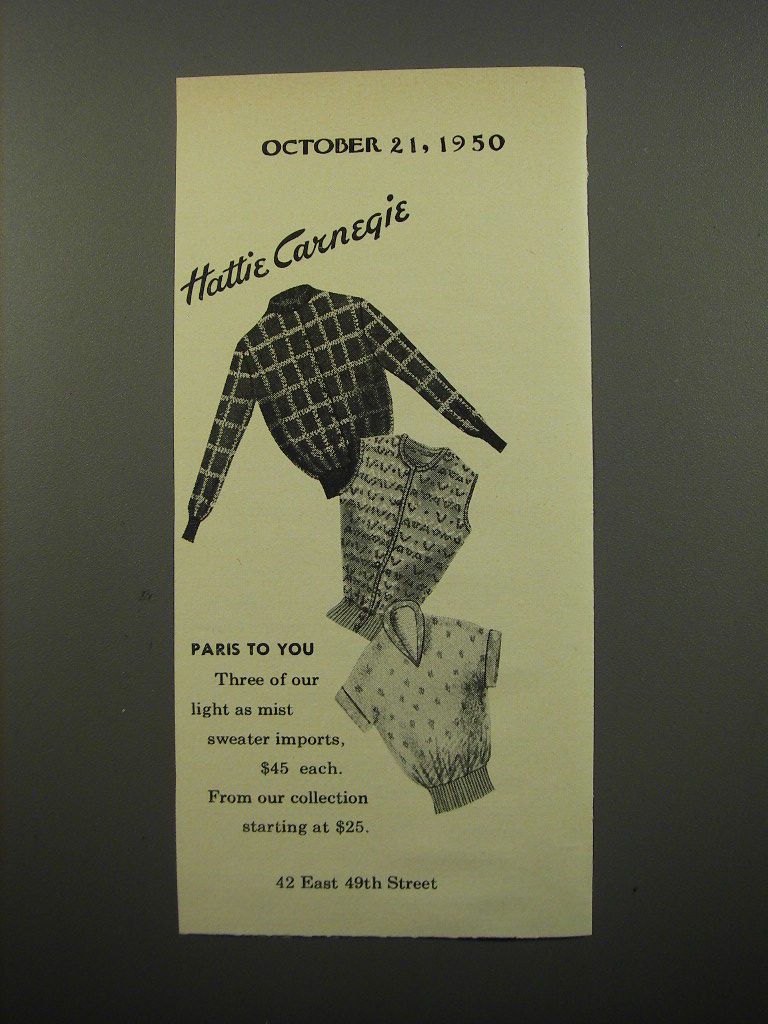 OCTOBER 21, 1950
Hattie Carnegie
PARIS TO YOU
Three of our
light as mist
sweater imports,
$45 each.
From our collection
starting at $25.
42 East 49th Street